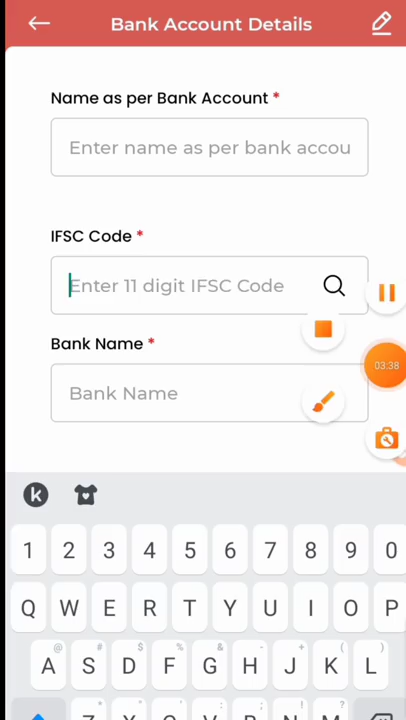 Bank Account Details
Name as per Bank Account *
Enter name as per bank accou
IFSC Code *
Enter 11 digit IFSC Code
Bank Name *
Bank Name
03:38
k
1 2 3 4 5 6 7 8 9 0
Q W E R T Y U I O P
@ # $ % & - + ( )
A S D F G H J K L
* " ' : ; ! ?
Z X C V B N M